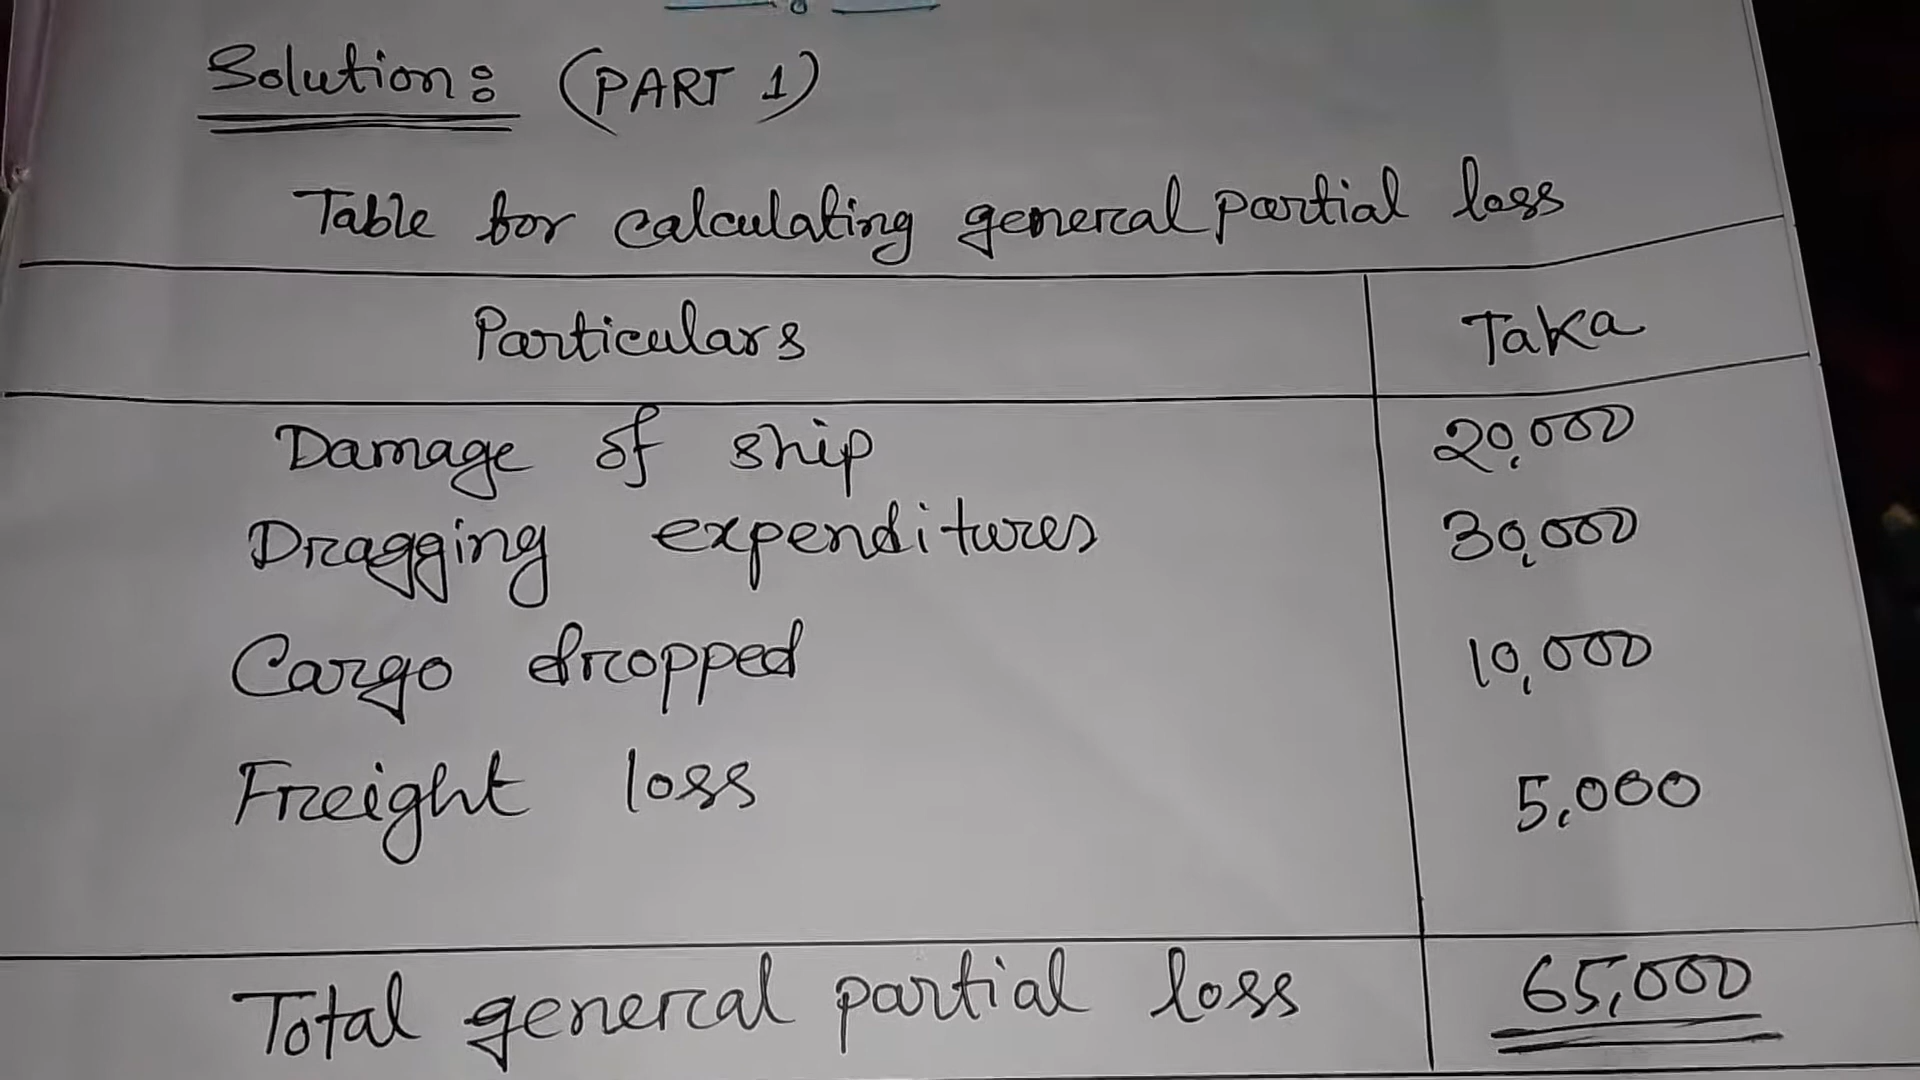 Solution: (PART 1)
Table for calculating general partial loss
Particulars Taka
Damage of ship 20,000
Dragging expenditures 30,000
Cargo dropped 10,000
Freight loss 5,000
Total general partial loss 65,000